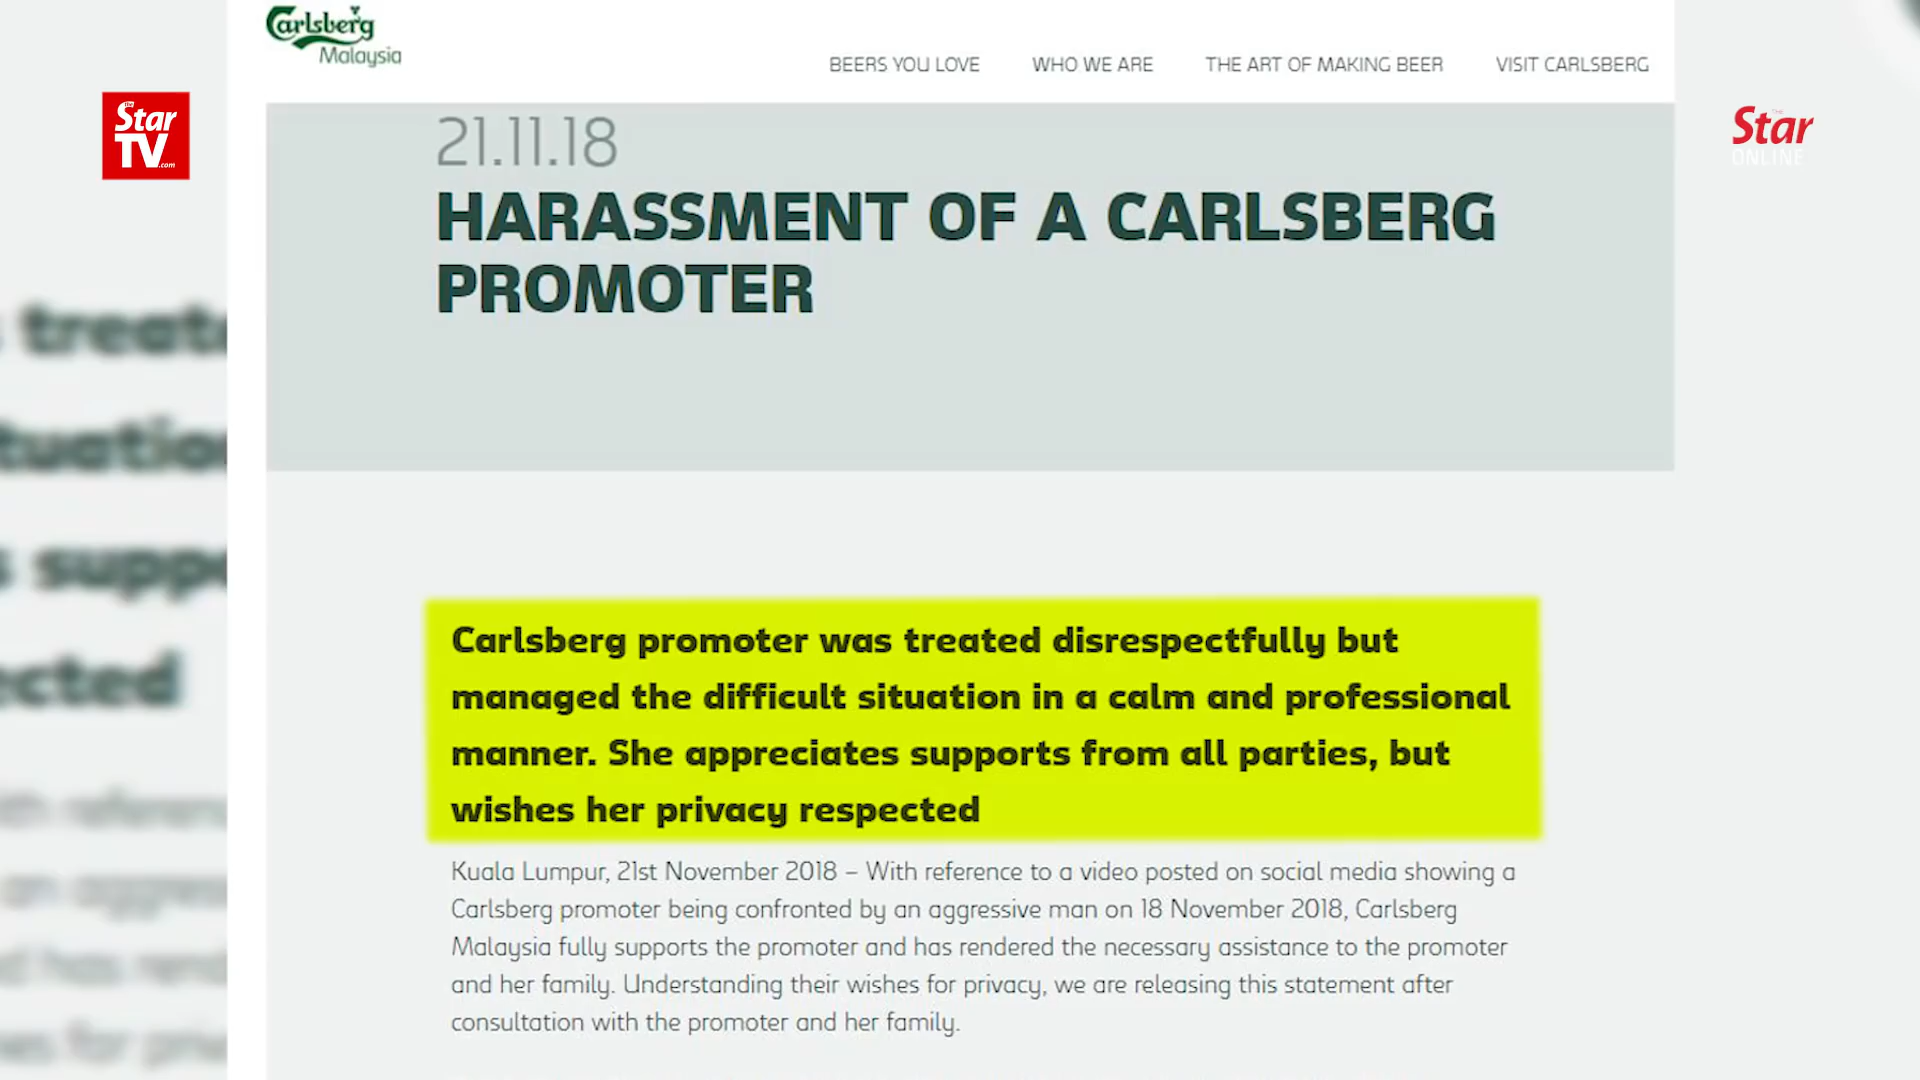 Carlsberg
Malaysia
BEERS YOU LOVE WHO WE ARE THE ART OF MAKING BEER VISIT CARLSBERG
The Star TV.com
Star ONLINE
21.11.18
HARASSMENT OF A CARLSBERG
PROMOTER
Carlsberg promoter was treated disrespectfully but
managed the difficult situation in a calm and professional
manner. She appreciates supports from all parties, but
wishes her privacy respected
Kuala Lumpur, 21st November 2018 – With reference to a video posted on social media showing a
Carlsberg promoter being confronted by an aggressive man on 18 November 2018, Carlsberg
Malaysia fully supports the promoter and has rendered the necessary assistance to the promoter
and her family. Understanding their wishes for privacy, we are releasing this statement after
consultation with the promoter and her family.